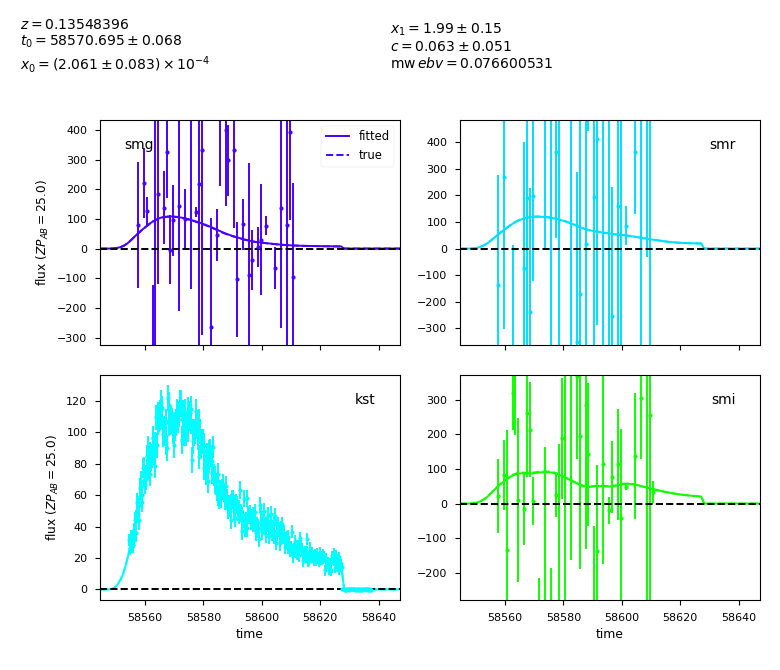 z = 0.13548396
t₀ = 58570.695 ± 0.068
x₀ = (2.061 ± 0.083) × 10⁻⁴
x₁ = 1.99 ± 0.15
c = 0.063 ± 0.051
mw ebv = 0.076600531
smg
fitted
true
flux (ZP_AB = 25.0)
400
300
200
100
0
−100
−200
−300
smr
400
300
200
100
0
−100
−200
−300
kst
flux (ZP_AB = 25.0)
120
100
80
60
40
20
0
58560 58580 58600 58620 58640
time
smi
300
200
100
0
−100
−200
58560 58580 58600 58620 58640
time